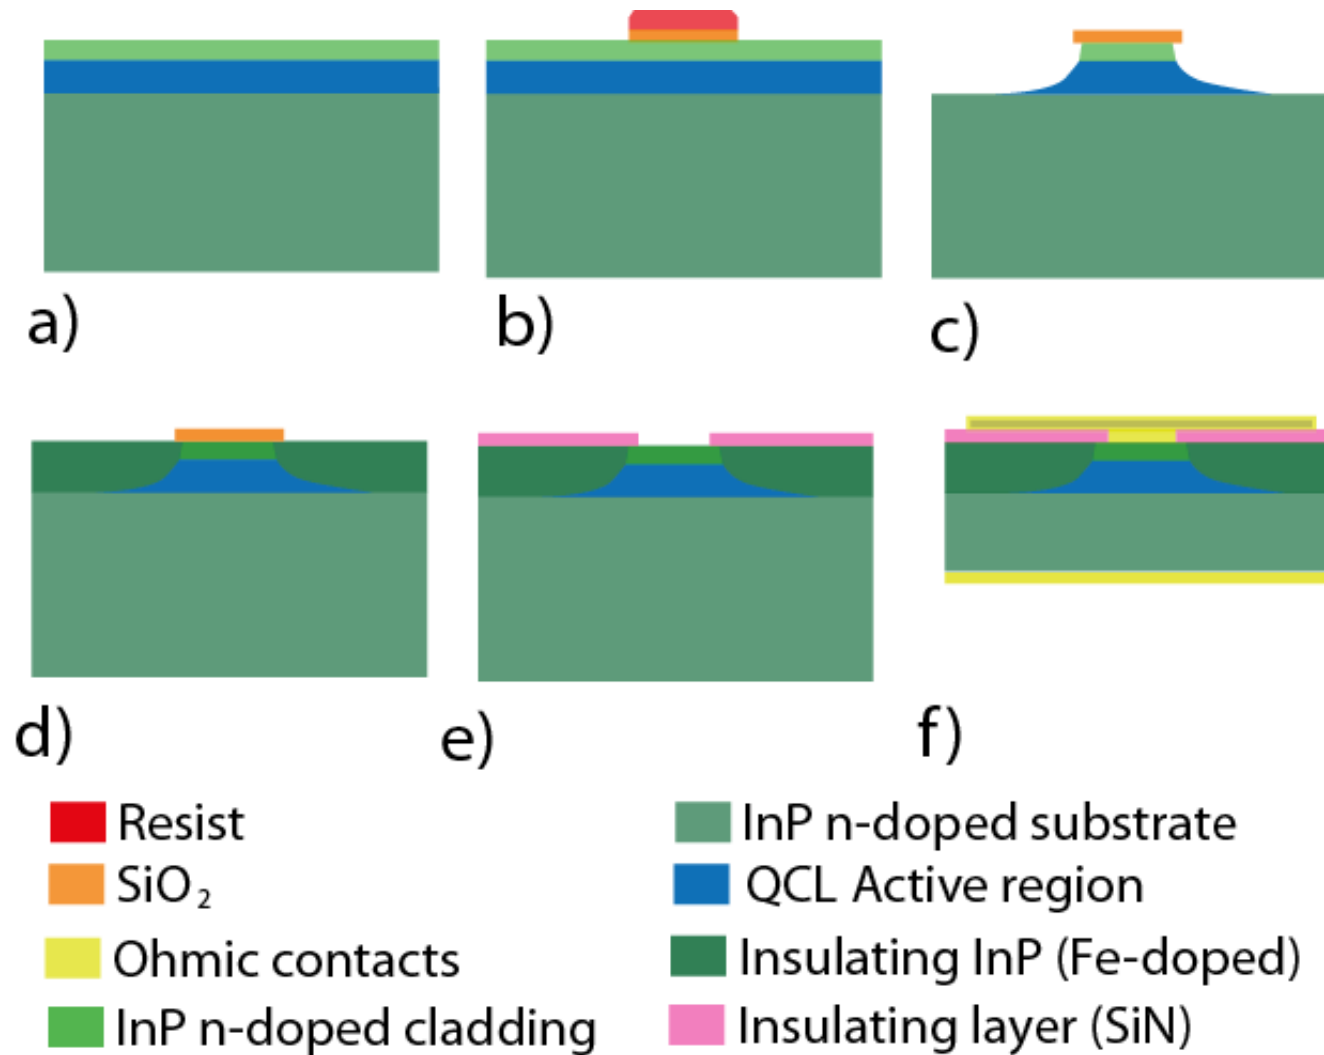 a)
b)
c)
d)
e)
f)
Resist
SiO₂
Ohmic contacts
InP n-doped cladding
InP n-doped substrate
QCL Active region
Insulating InP (Fe-doped)
Insulating layer (SiN)